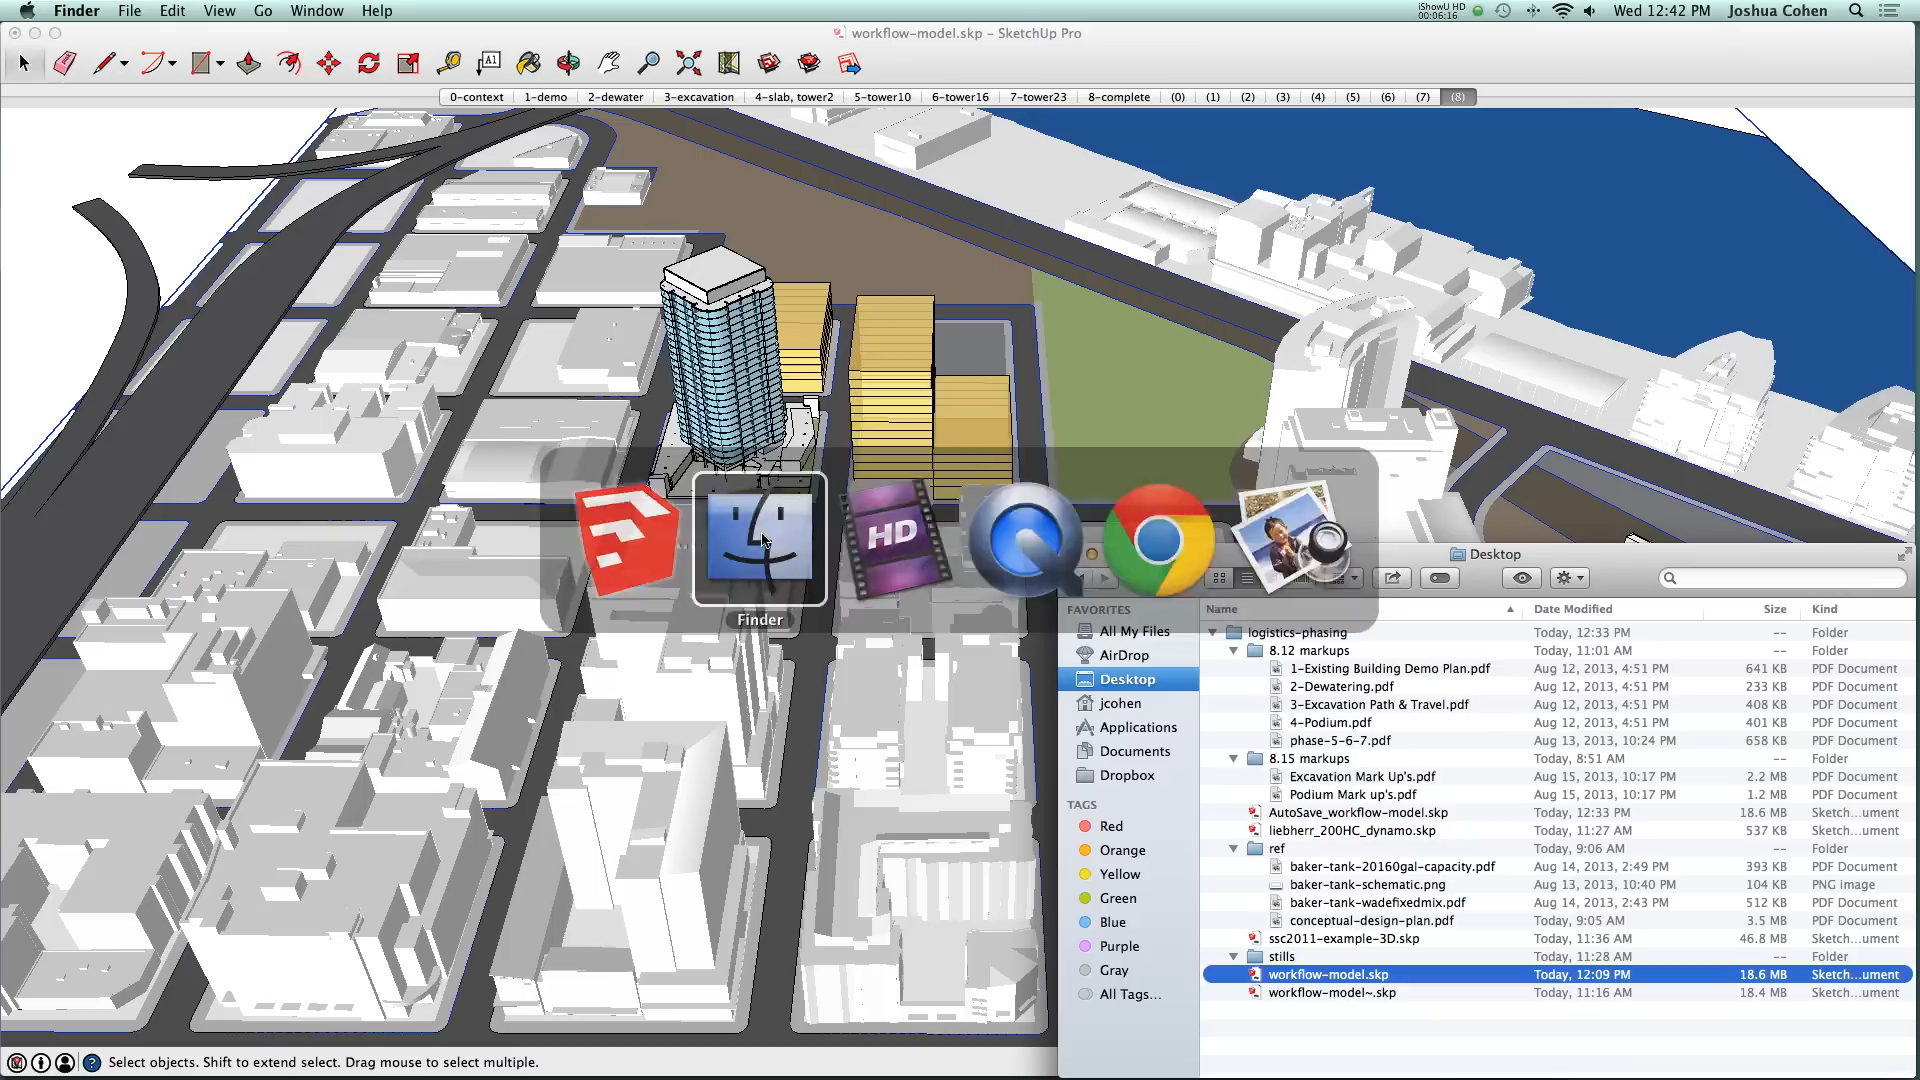 Finder File Edit View Go Window Help iShowU HD 00:06:16 Wed 12:42 PM Joshua Cohen
workflow-model.skp – SketchUp Pro
A1
0-context 1-demo 2-dewater 3-excavation 4-slab, tower2 5-tower10 6-tower16 7-tower23 8-complete (0) (1) (2) (3) (4) (5) (6) (7) (8)
HD
Finder
Desktop
FAVORITES
All My Files
AirDrop
Desktop
jcohen
Applications
Documents
Dropbox
TAGS
Red
Orange
Yellow
Green
Blue
Purple
Gray
All Tags...
Name Date Modified Size Kind
logistics-phasing Today, 12:33 PM -- Folder
8.12 markups Today, 11:01 AM -- Folder
1-Existing Building Demo Plan.pdf Aug 12, 2013, 4:51 PM 641 KB PDF Document
2-Dewatering.pdf Aug 12, 2013, 4:51 PM 233 KB PDF Document
3-Excavation Path & Travel.pdf Aug 12, 2013, 4:51 PM 408 KB PDF Document
4-Podium.pdf Aug 12, 2013, 4:51 PM 401 KB PDF Document
phase-5-6-7.pdf Aug 13, 2013, 10:24 PM 658 KB PDF Document
8.15 markups Today, 8:51 AM -- Folder
Excavation Mark Up's.pdf Aug 15, 2013, 10:17 PM 2.2 MB PDF Document
Podium Mark up's.pdf Aug 15, 2013, 10:17 PM 1.2 MB PDF Document
AutoSave_workflow-model.skp Today, 12:33 PM 18.6 MB Sketch...ument
liebherr_200HC_dynamo.skp Today, 11:27 AM 537 KB Sketch...ument
ref Today, 9:06 AM -- Folder
baker-tank-20160gal-capacity.pdf Aug 14, 2013, 2:49 PM 393 KB PDF Document
baker-tank-schematic.png Aug 13, 2013, 10:40 PM 104 KB PNG image
baker-tank-wadefixedmix.pdf Aug 14, 2013, 2:43 PM 512 KB PDF Document
conceptual-design-plan.pdf Today, 9:05 AM 3.5 MB PDF Document
ssc2011-example-3D.skp Today, 11:36 AM 46.8 MB Sketch...ument
stills Today, 11:28 AM -- Folder
workflow-model.skp Today, 12:09 PM 18.6 MB Sketch...ument
workflow-model~.skp Today, 11:16 AM 18.4 MB Sketch...ument
Select objects. Shift to extend select. Drag mouse to select multiple.